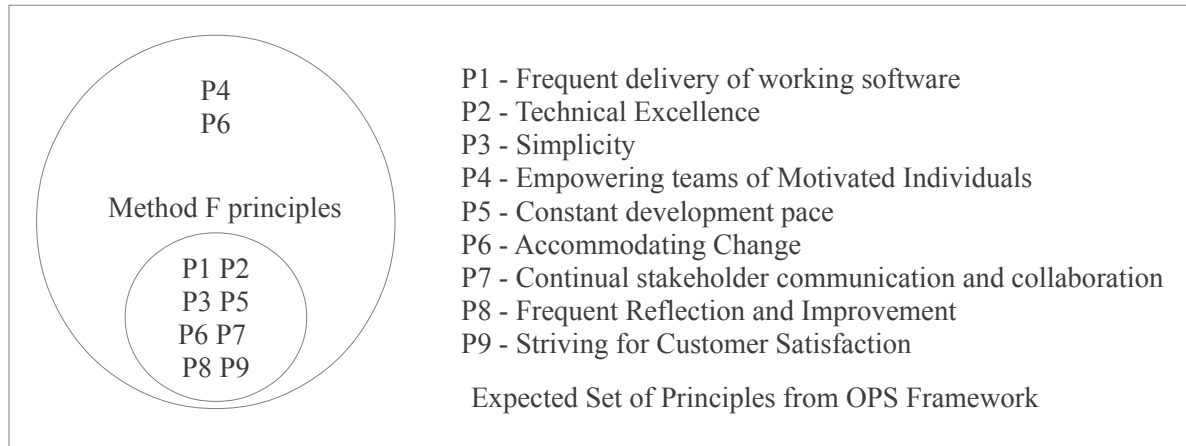 P4
P6
Method F principles
P1 P2
P3 P5
P6 P7
P8 P9
P1 - Frequent delivery of working software
P2 - Technical Excellence
P3 - Simplicity
P4 - Empowering teams of Motivated Individuals
P5 - Constant development pace
P6 - Accommodating Change
P7 - Continual stakeholder communication and collaboration
P8 - Frequent Reflection and Improvement
P9 - Striving for Customer Satisfaction
Expected Set of Principles from OPS Framework